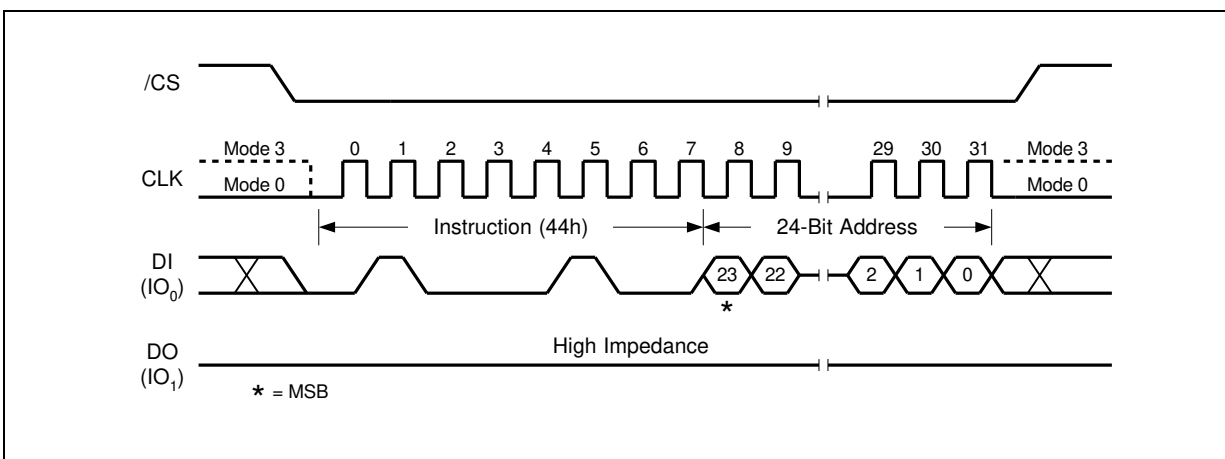 /CS
Mode 3 0 1 2 3 4 5 6 7 8 9 29 30 31 Mode 3
CLK
Mode 0 Mode 0
Instruction (44h) 24-Bit Address
DI
(IO0)
23 22 2 1 0
*
High Impedance
DO
(IO1)
* = MSB